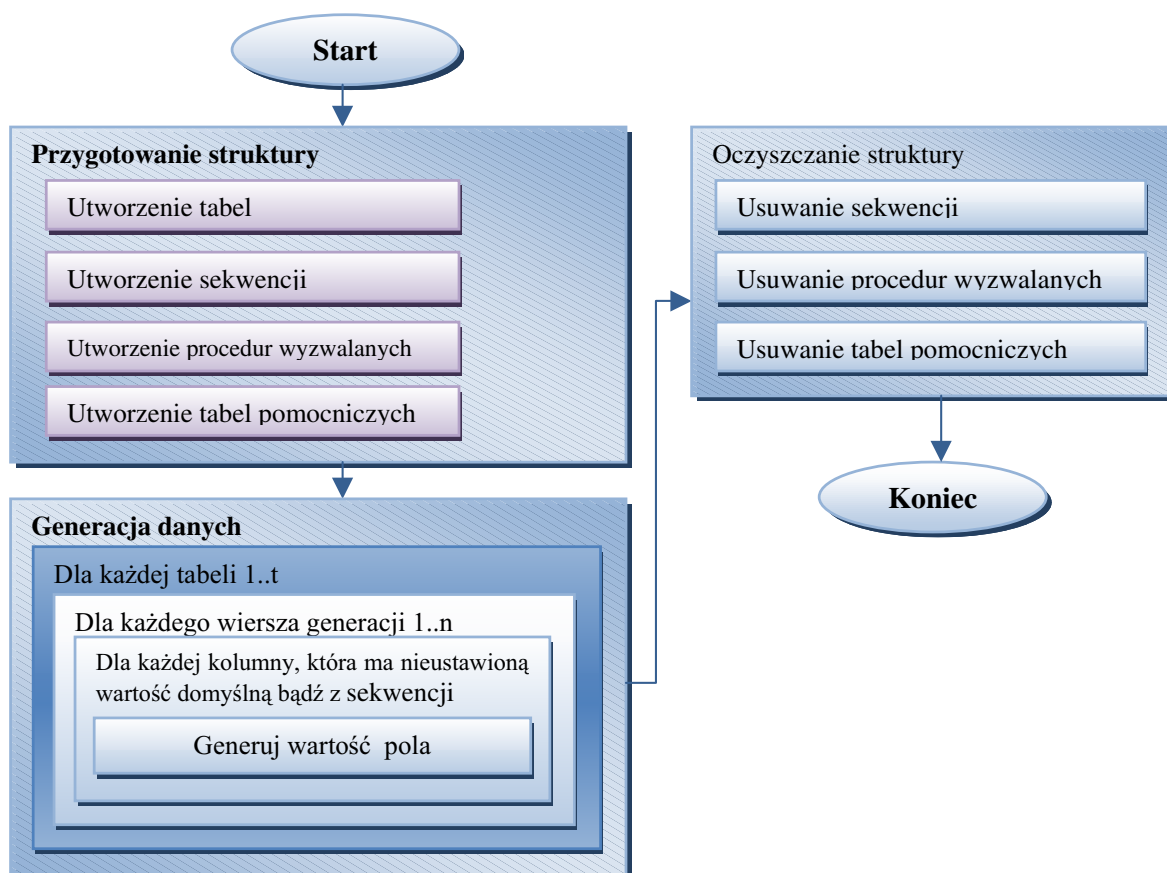 Start
Przygotowanie struktury
Utworzenie tabel
Utworzenie sekwencji
Utworzenie procedur wyzwalanych
Utworzenie tabel pomocniczych
Generacja danych
Dla każdej tabeli 1..t
Dla każdego wiersza generacji 1..n
Dla każdej kolumny, która ma nieustawioną
wartość domyślną bądź z sekwencji
Generuj wartość pola
Oczyszczanie struktury
Usuwanie sekwencji
Usuwanie procedur wyzwalanych
Usuwanie tabel pomocniczych
Koniec